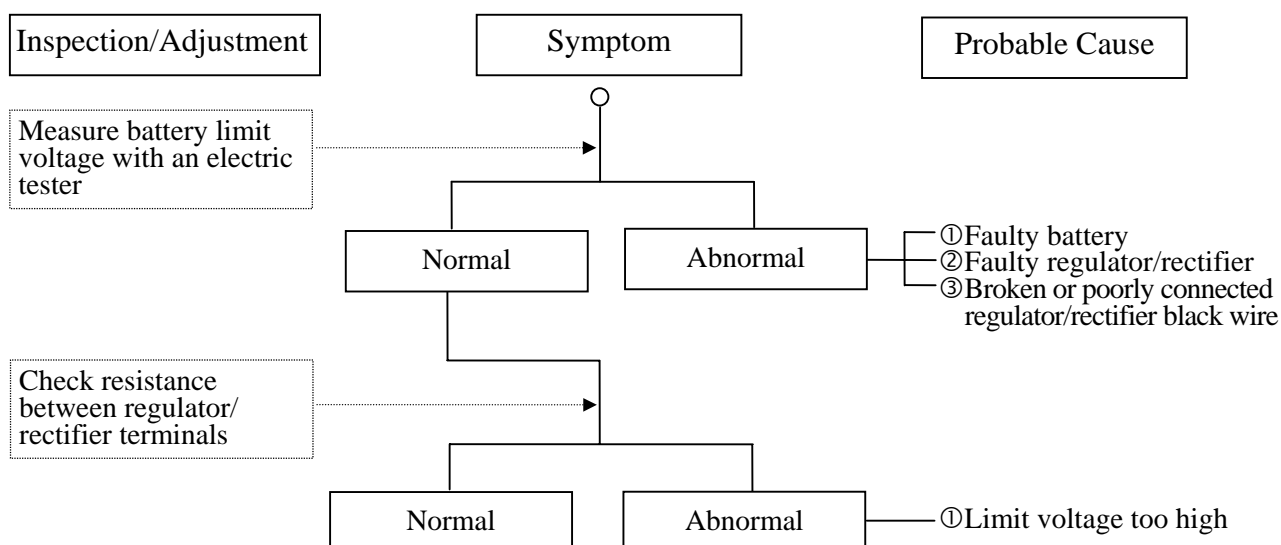 Inspection/Adjustment
Symptom
Probable Cause
Measure battery limit
voltage with an electric
tester
Normal
Abnormal
①Faulty battery
②Faulty regulator/rectifier
③Broken or poorly connected
regulator/rectifier black wire
Check resistance
between regulator/
rectifier terminals
Normal
Abnormal
①Limit voltage too high